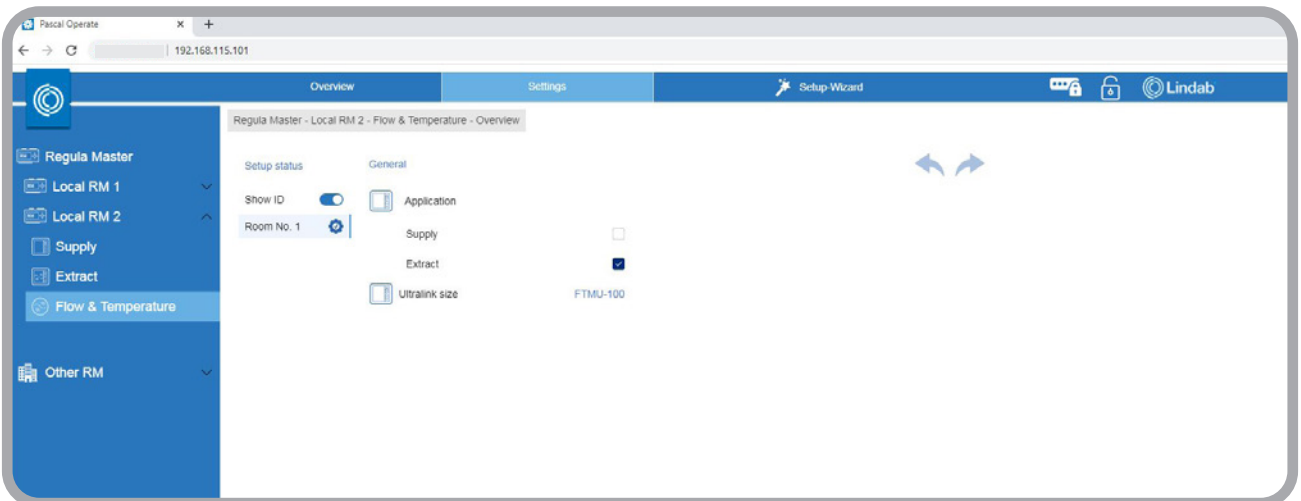 Pascal Operate
192.168.115.101
Overview
Settings
Setup-Wizard
Lindab
Regula Master - Local RM 2 - Flow & Temperature - Overview
Regula Master
Local RM 1
Local RM 2
Supply
Extract
Flow & Temperature
Other RM
Setup status
Show ID
Room No. 1
General
Application
Supply
Extract
Ultralink size FTMU-100